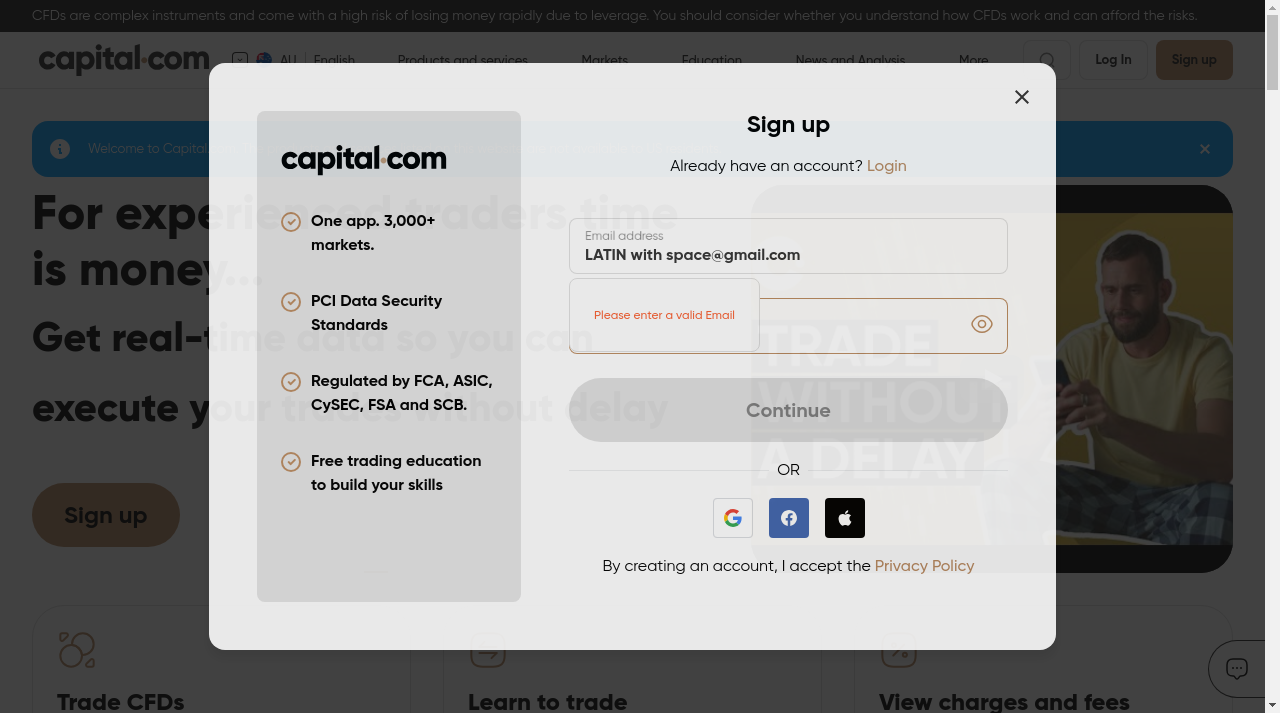 CFDs are complex instruments and come with a high risk of losing money rapidly due to leverage. You should consider whether you understand how CFDs work and can afford the risks.
capital.com
AU
English
Products and services
Markets
Education
News and Analysis
More
Log In
Sign up
Welcome to Capital
For experienced traders time
is money...
Get real-time data so you can
execute your trades without delay
Sign up
TRADE
WITHOUT
A DELAY
capital.com
One app. 3,000+
markets.
PCI Data Security
Standards
Regulated by FCA, ASIC,
CySEC, FSA and SCB.
Free trading education
to build your skills
Sign up
Already have an account? Login
Email address
LATIN with space@gmail.com
Please enter a valid Email
Continue
OR
By creating an account, I accept the Privacy Policy
Trade CFDs
Learn to trade
View charges and fees